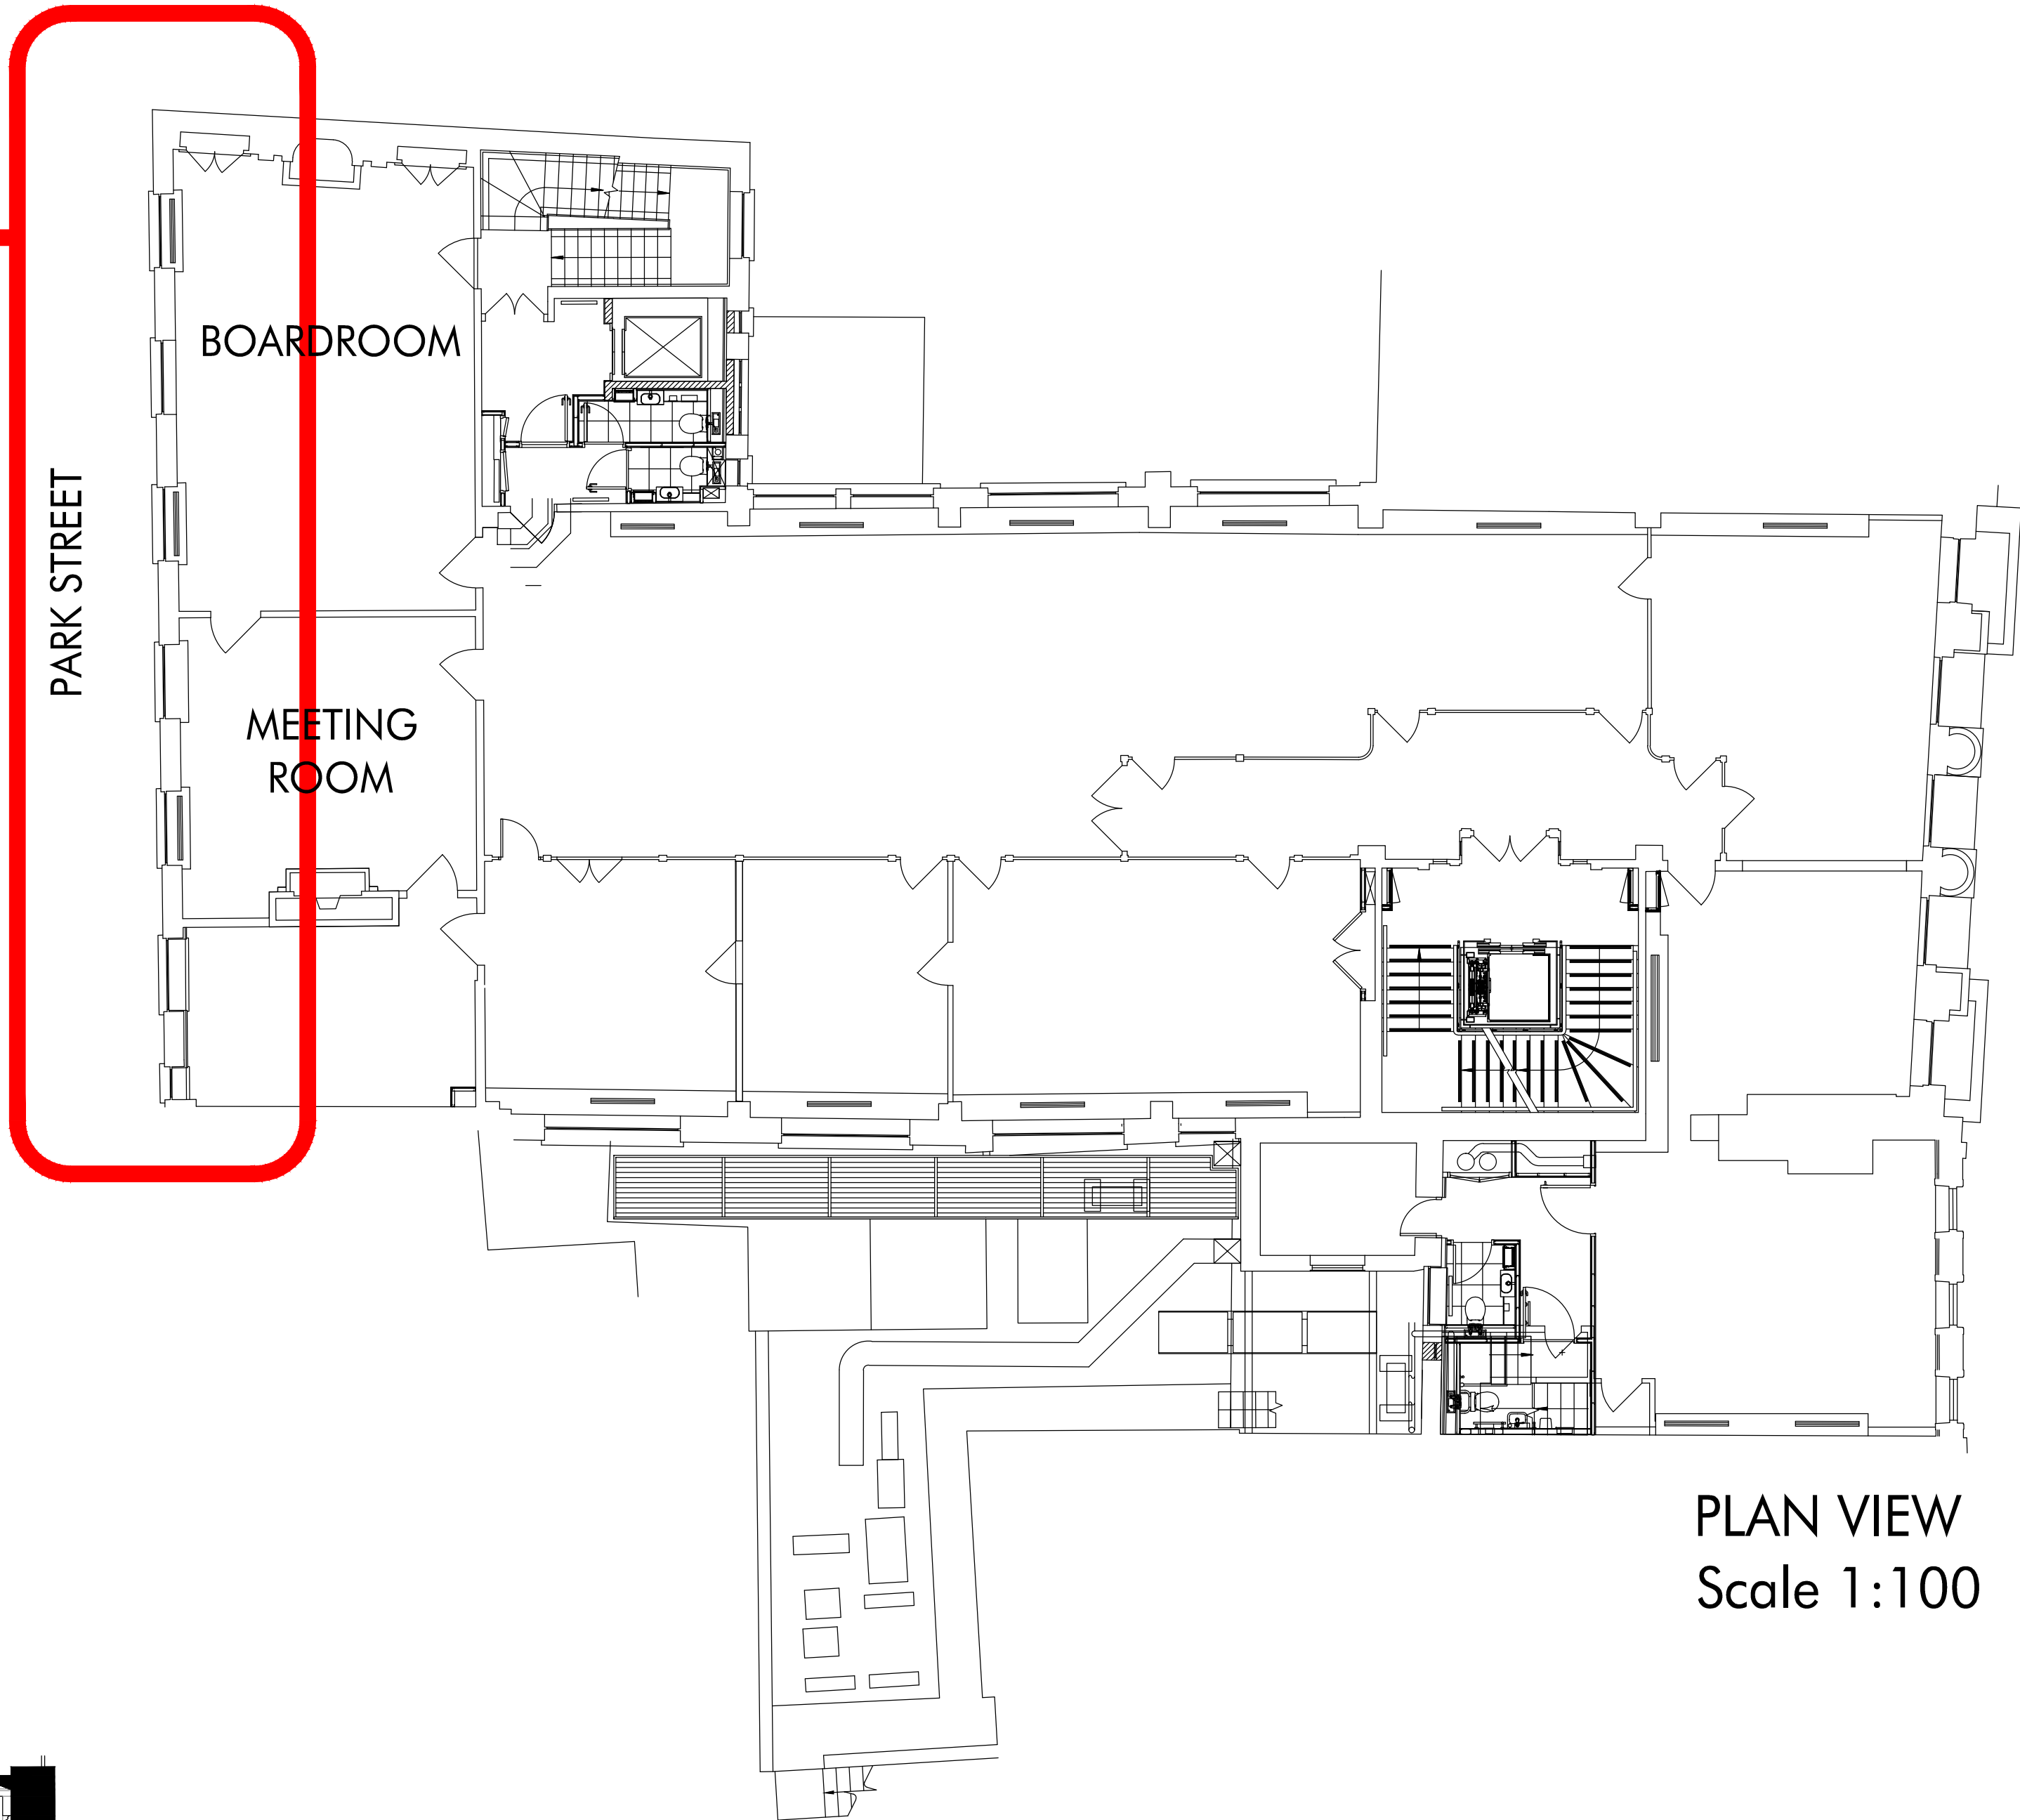 BOARDROOM
PARK STREET
MEETING
ROOM
PLAN VIEW
Scale 1:100